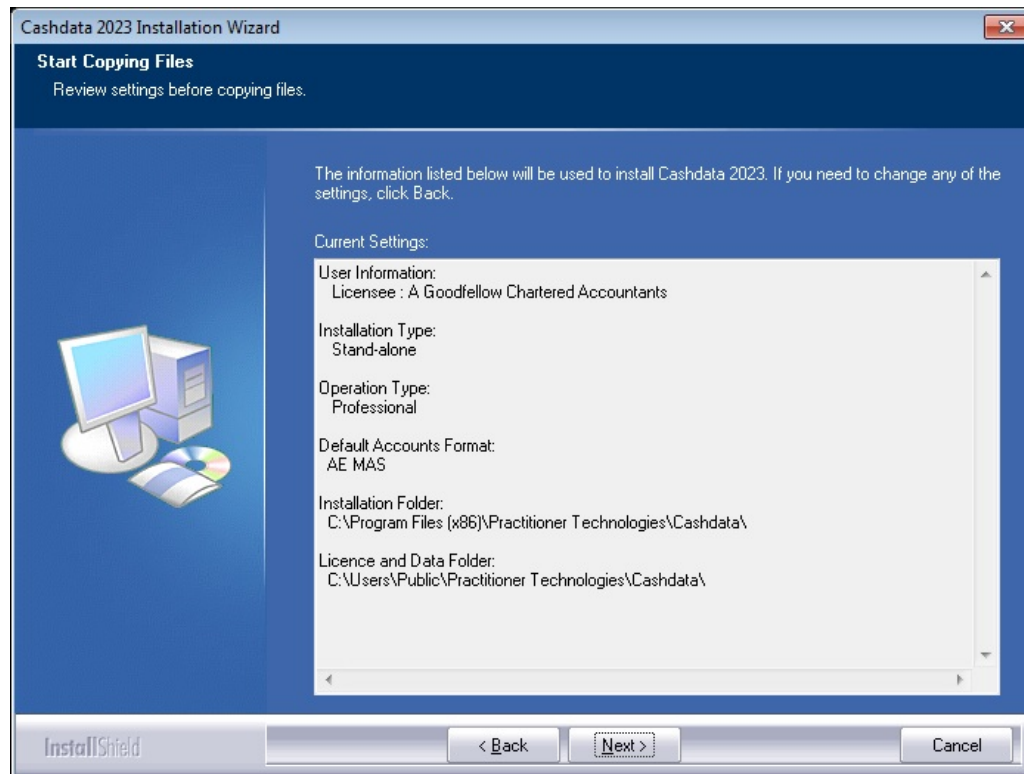 Cashdata 2023 Installation Wizard
Start Copying Files
Review settings before copying files.
The information listed below will be used to install Cashdata 2023. If you need to change any of the
settings, click Back.
Current Settings:
User Information:
Licensee : A Goodfellow Chartered Accountants
Installation Type:
Stand-alone
Operation Type:
Professional
Default Accounts Format:
AE MAS
Installation Folder:
C:\Program Files (x86)\Practitioner Technologies\Cashdata\
Licence and Data Folder:
C:\Users\Public\Practitioner Technologies\Cashdata\
InstallShield
< Back
Next >
Cancel